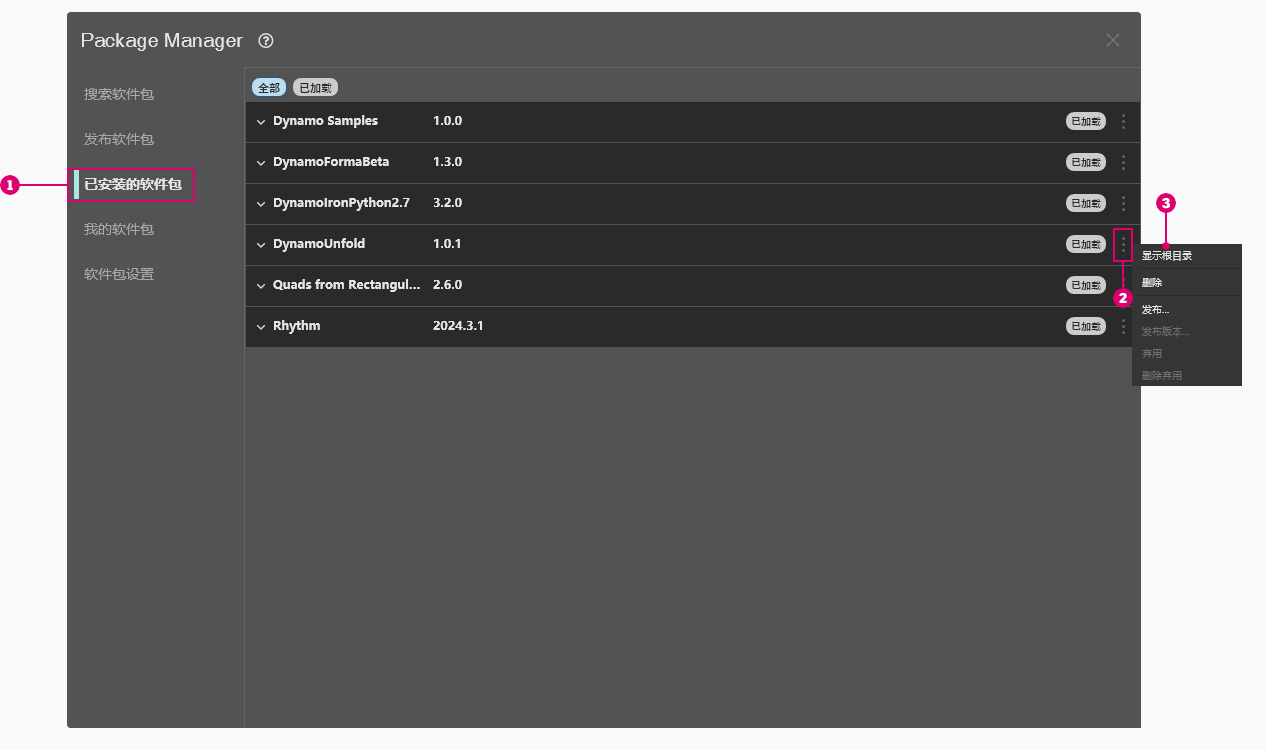 Package Manager ?
搜索软件包
发布软件包
已安装的软件包
我的软件包
软件包设置
全部 已加载
Dynamo Samples 1.0.0 已加载
DynamoFormaBeta 1.3.0 已加载
DynamoIronPython2.7 3.2.0 已加载
DynamoUnfold 1.0.1 已加载
Quads from Rectangul... 2.6.0 已加载
Rhythm 2024.3.1 已加载
1
2
3
显示根目录
删除
发布...
发布版本...
弃用
删除弃用